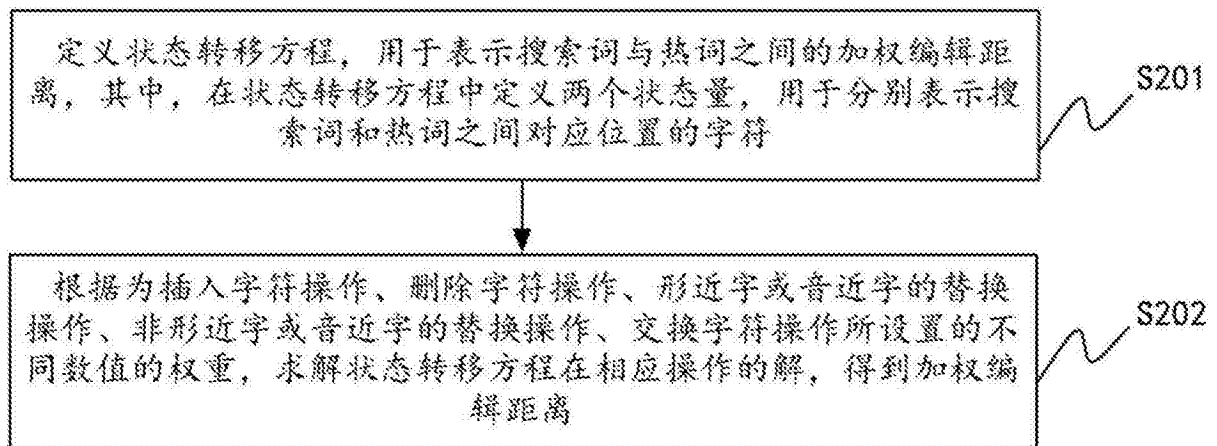 定义状态转移方程，用于表示搜索词与热词之间的加权编辑距
离，其中，在状态转移方程中定义两个状态量，用于分别表示搜
索词和热词之间对应位置的字符
S201
根据为插入字符操作、删除字符操作、形近字或音近字的替换
操作、非形近字或音近字的替换操作、交换字符操作所设置的不
同数值的权重，求解状态转移方程在相应操作的解，得到加权编
辑距离
S202